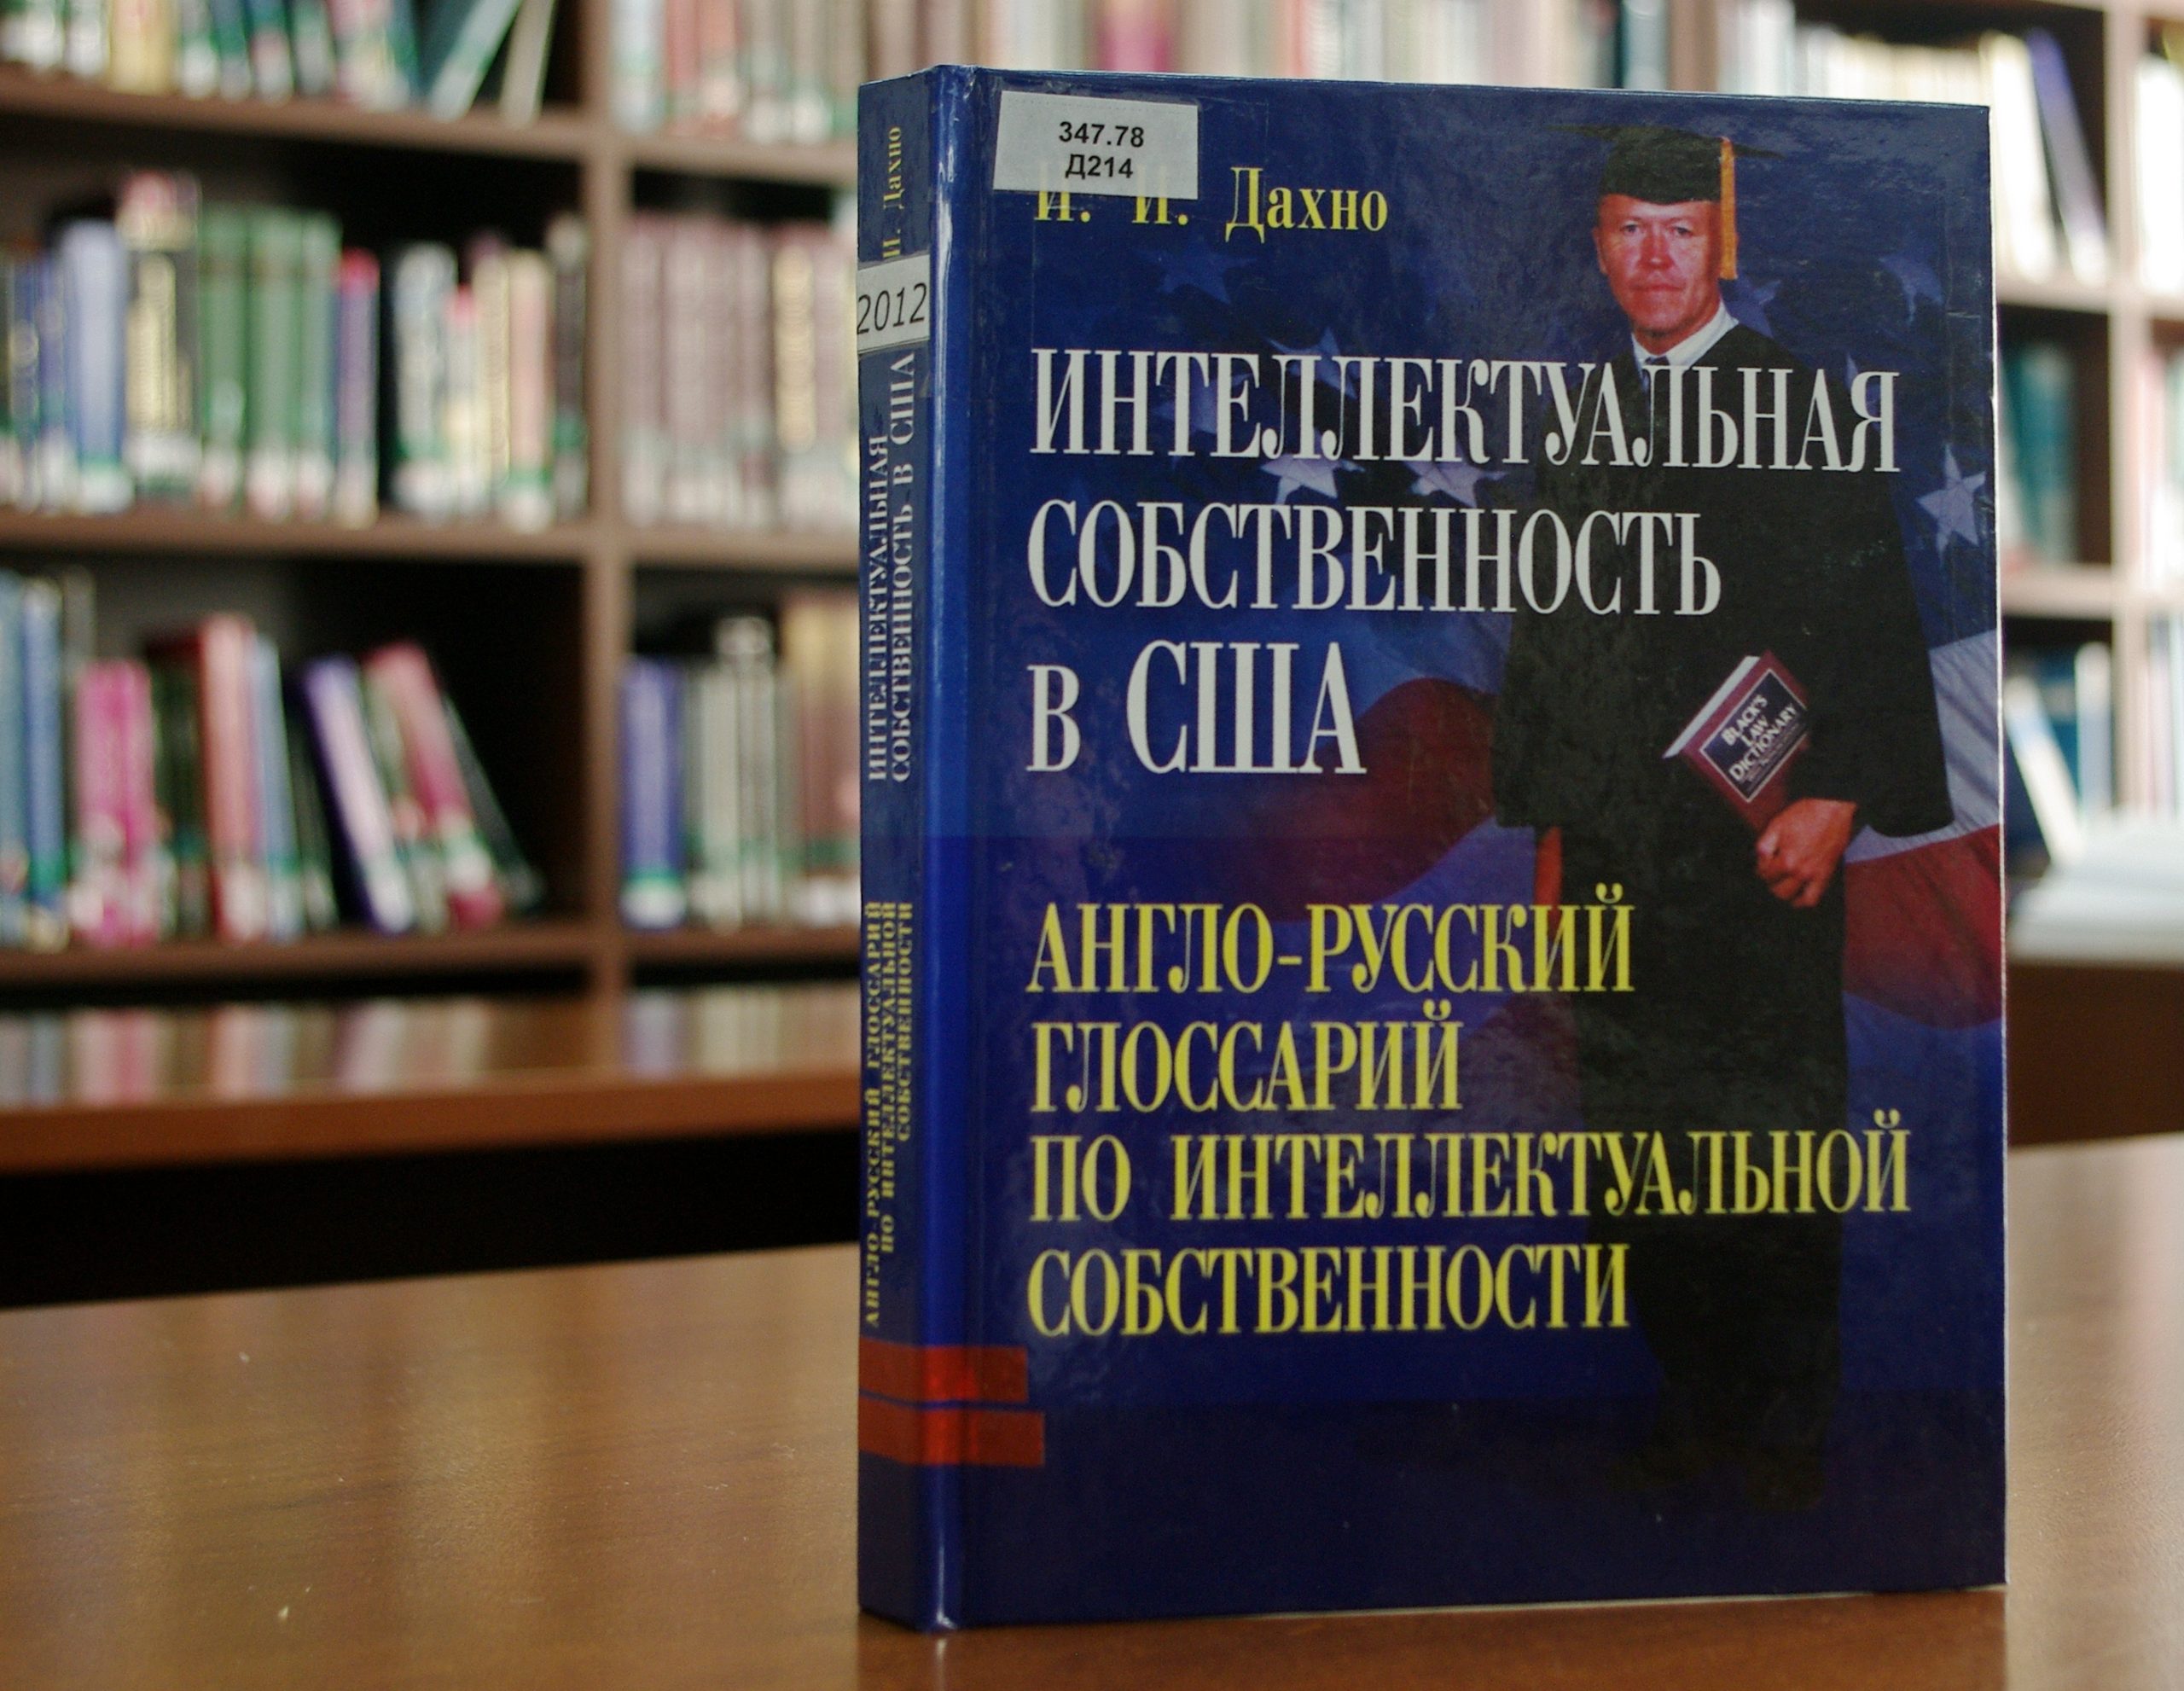 347.78
Д214
И. И. Дахно
ИНТЕЛЛЕКТУАЛЬНАЯ
СОБСТВЕННОСТЬ
В США
BLACK'S
LAW
DICTIONARY
АНГЛО-РУССКИЙ
ГЛОССАРИЙ
ПО ИНТЕЛЛЕКТУАЛЬНОЙ
СОБСТВЕННОСТИ
И. Дахно
2012
ИНТЕЛЛЕКТУАЛЬНАЯ
СОБСТВЕННОСТЬ В США
АНГЛО-РУССКИЙ ГЛОССАРИЙ
ПО ИНТЕЛЛЕКТУАЛЬНОЙ
СОБСТВЕННОСТИ